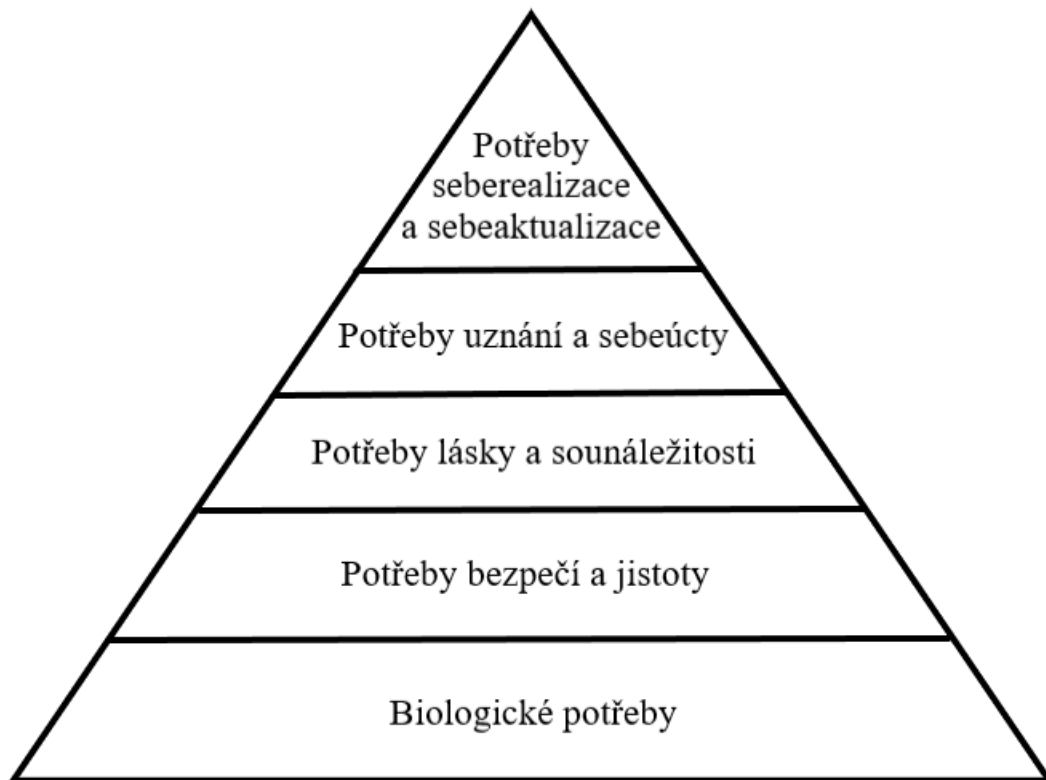 Potřeby
seberealizace
a sebeaktualizace
Potřeby uznání a sebeúcty
Potřeby lásky a sounáležitosti
Potřeby bezpečí a jistoty
Biologické potřeby